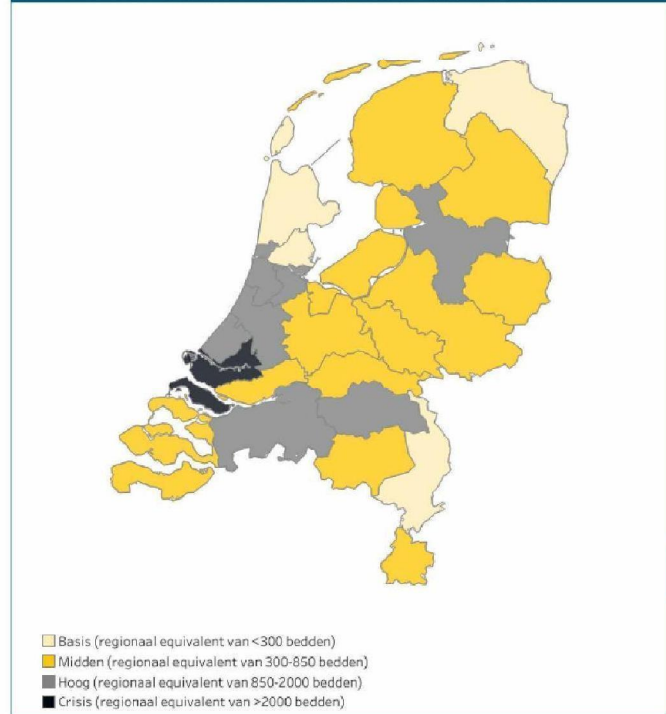 Basis (regionaal equivalent van <300 bedden)
Midden (regionaal equivalent van 300-850 bedden)
Hoog (regionaal equivalent van 850-2000 bedden)
Crisis (regionaal equivalent van >2000 bedden)